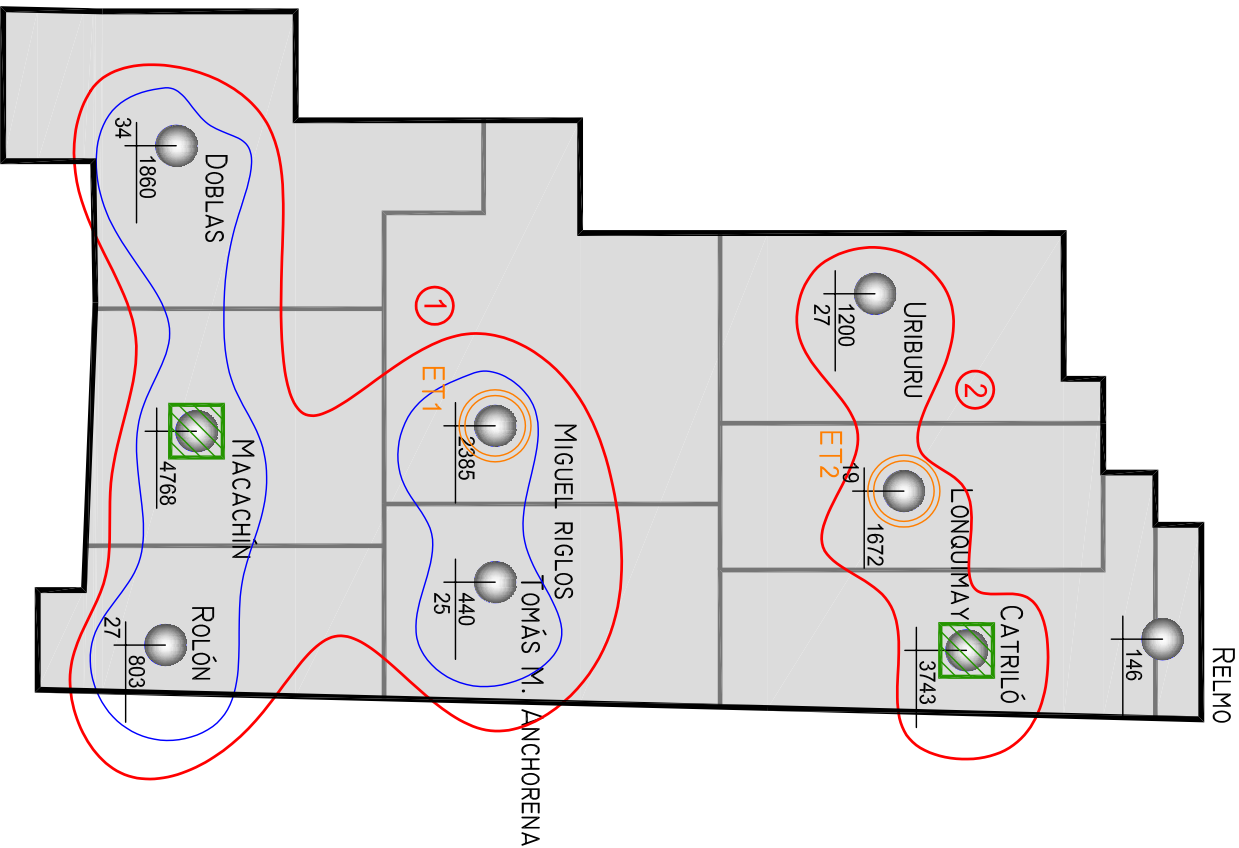 RELMO
146
CATRILÓ
3743
②
URIBURU
1200
27
LONQUIMAY
ET2
19
1672
①
ET1
MIGUEL RIGLOS
2385
TOMÁS M. ANCHORENA
440
25
DOBLAS
34
1860
MACACHÍN
4768
ROLÓN
27
803